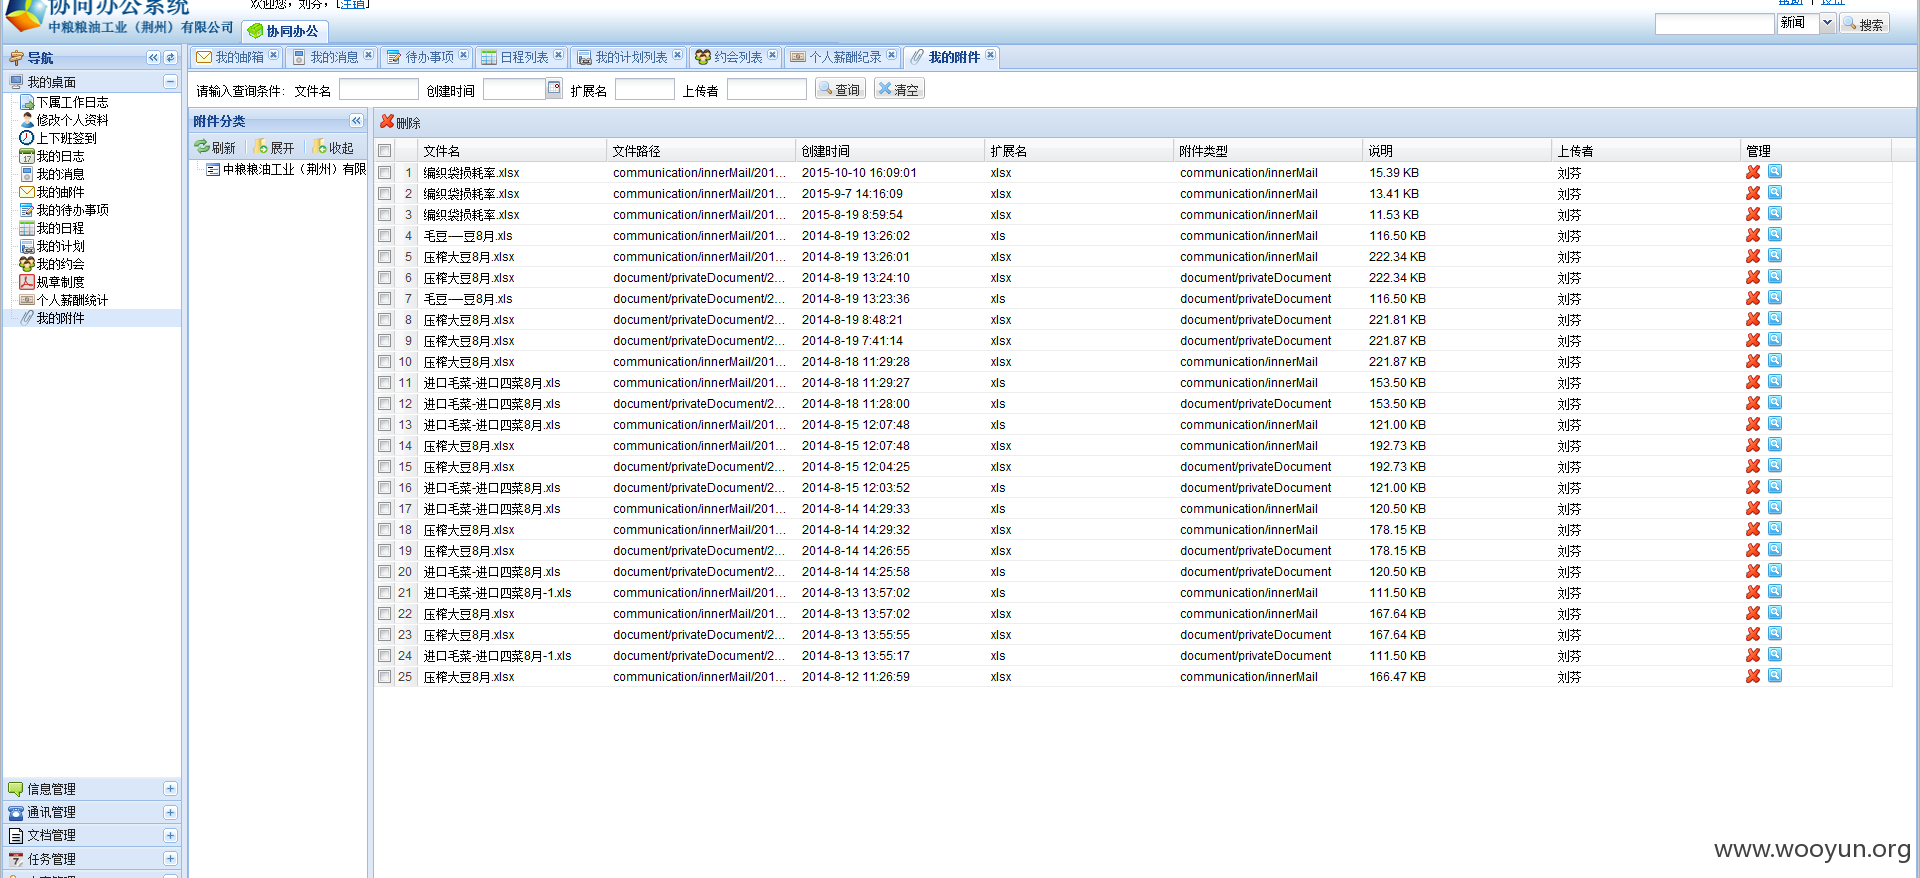 协同办公系统
中粮粮油工业（荆州）有限公司
欢迎您，刘芬，[注销]
协同办公
帮助 | 设置
新闻 搜索
导航
我的桌面
下属工作日志
修改个人资料
上下班签到
我的日志
我的消息
我的邮件
我的待办事项
我的日程
我的计划
我的约会
规章制度
个人薪酬统计
我的附件
信息管理
通讯管理
文档管理
任务管理
我的邮箱 我的消息 待办事项 日程列表 我的计划列表 约会列表 个人薪酬纪录 我的附件
请输入查询条件: 文件名 创建时间 扩展名 上传者 查询 清空
附件分类
刷新 展开 收起
中粮粮油工业（荆州）有限
删除
文件名 文件路径 创建时间 扩展名 附件类型 说明 上传者 管理
1 编织袋损耗率.xlsx communication/innerMail/201... 2015-10-10 16:09:01 xlsx communication/innerMail 15.39 KB 刘芬
2 编织袋损耗率.xlsx communication/innerMail/201... 2015-9-7 14:16:09 xlsx communication/innerMail 13.41 KB 刘芬
3 编织袋损耗率.xlsx communication/innerMail/201... 2015-8-19 8:59:54 xlsx communication/innerMail 11.53 KB 刘芬
4 毛豆—豆8月.xls communication/innerMail/201... 2014-8-19 13:26:02 xls communication/innerMail 116.50 KB 刘芬
5 压榨大豆8月.xlsx communication/innerMail/201... 2014-8-19 13:26:01 xlsx communication/innerMail 222.34 KB 刘芬
6 压榨大豆8月.xlsx document/privateDocument/2... 2014-8-19 13:24:10 xlsx document/privateDocument 222.34 KB 刘芬
7 毛豆—豆8月.xls document/privateDocument/2... 2014-8-19 13:23:36 xls document/privateDocument 116.50 KB 刘芬
8 压榨大豆8月.xlsx document/privateDocument/2... 2014-8-19 8:48:21 xlsx document/privateDocument 221.81 KB 刘芬
9 压榨大豆8月.xlsx document/privateDocument/2... 2014-8-19 7:41:14 xlsx document/privateDocument 221.87 KB 刘芬
10 压榨大豆8月.xlsx communication/innerMail/201... 2014-8-18 11:29:28 xlsx communication/innerMail 221.87 KB 刘芬
11 进口毛菜-进口四菜8月.xls communication/innerMail/201... 2014-8-18 11:29:27 xls communication/innerMail 153.50 KB 刘芬
12 进口毛菜-进口四菜8月.xls document/privateDocument/2... 2014-8-18 11:28:00 xls document/privateDocument 153.50 KB 刘芬
13 进口毛菜-进口四菜8月.xls communication/innerMail/201... 2014-8-15 12:07:48 xls communication/innerMail 121.00 KB 刘芬
14 压榨大豆8月.xlsx communication/innerMail/201... 2014-8-15 12:07:48 xlsx communication/innerMail 192.73 KB 刘芬
15 压榨大豆8月.xlsx document/privateDocument/2... 2014-8-15 12:04:25 xlsx document/privateDocument 192.73 KB 刘芬
16 进口毛菜-进口四菜8月.xls document/privateDocument/2... 2014-8-15 12:03:52 xls document/privateDocument 121.00 KB 刘芬
17 进口毛菜-进口四菜8月.xls communication/innerMail/201... 2014-8-14 14:29:33 xls communication/innerMail 120.50 KB 刘芬
18 压榨大豆8月.xlsx communication/innerMail/201... 2014-8-14 14:29:32 xlsx communication/innerMail 178.15 KB 刘芬
19 压榨大豆8月.xlsx document/privateDocument/2... 2014-8-14 14:26:55 xlsx document/privateDocument 178.15 KB 刘芬
20 进口毛菜-进口四菜8月.xls document/privateDocument/2... 2014-8-14 14:25:58 xls document/privateDocument 120.50 KB 刘芬
21 进口毛菜-进口四菜8月-1.xls communication/innerMail/201... 2014-8-13 13:57:02 xls communication/innerMail 111.50 KB 刘芬
22 压榨大豆8月.xlsx communication/innerMail/201... 2014-8-13 13:57:02 xlsx communication/innerMail 167.64 KB 刘芬
23 压榨大豆8月.xlsx document/privateDocument/2... 2014-8-13 13:55:55 xlsx document/privateDocument 167.64 KB 刘芬
24 进口毛菜-进口四菜8月-1.xls document/privateDocument/2... 2014-8-13 13:55:17 xls document/privateDocument 111.50 KB 刘芬
25 压榨大豆8月.xlsx communication/innerMail/201... 2014-8-12 11:26:59 xlsx communication/innerMail 166.47 KB 刘芬
www.wooyun.org